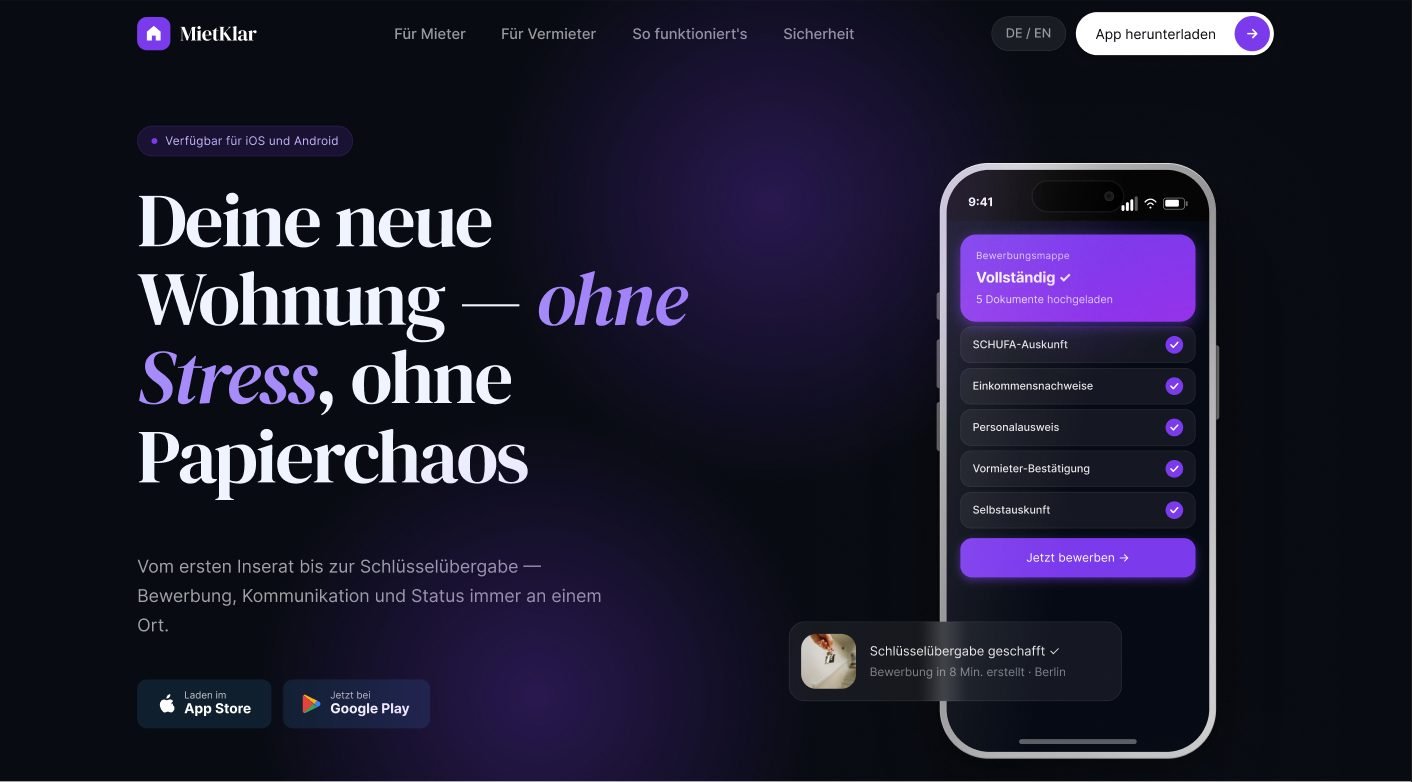 MietKlar
Für Mieter
Für Vermieter
So funktioniert's
Sicherheit
DE / EN
App herunterladen →
Verfügbar für iOS und Android
Deine neue
Wohnung — ohne
Stress, ohne
Papierchaos
Vom ersten Inserat bis zur Schlüsselübergabe —
Bewerbung, Kommunikation und Status immer an einem
Ort.
Laden im
App Store
Jetzt bei
Google Play
9:41
Bewerbungsmappe
Vollständig ✓
5 Dokumente hochgeladen
SCHUFA-Auskunft
Einkommensnachweise
Personalausweis
Vormieter-Bestätigung
Selbstauskunft
Jetzt bewerben →
Schlüsselübergabe geschafft ✓
Bewerbung in 8 Min. erstellt · Berlin